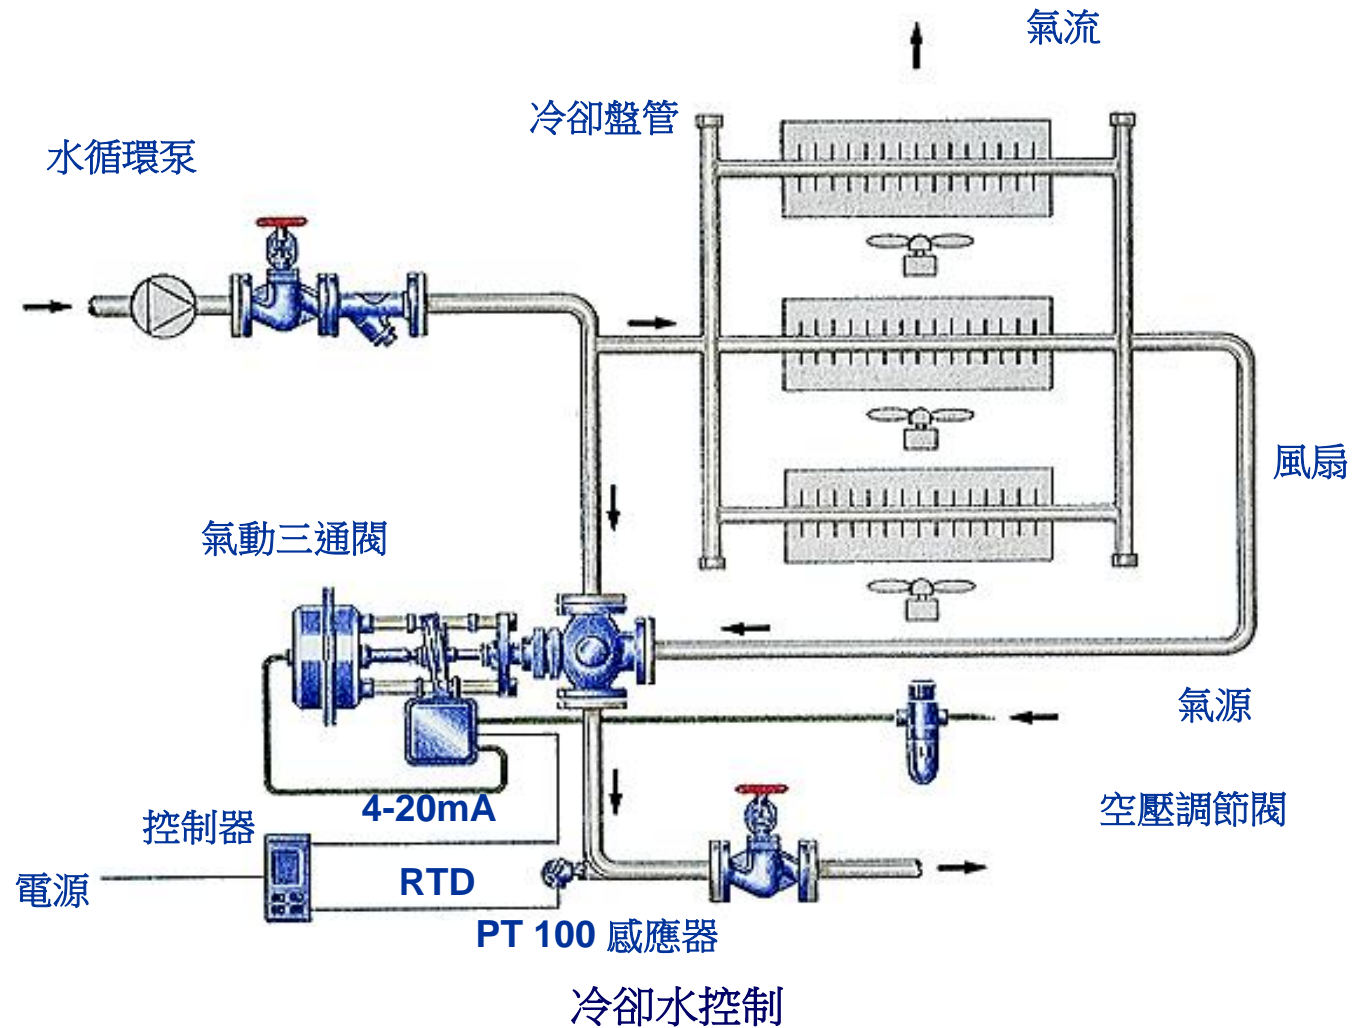 氣流
冷卻盤管
水循環泵
風扇
氣動三通閥
氣源
4-20mA
空壓調節閥
控制器
電源
RTD
PT 100 感應器
冷卻水控制